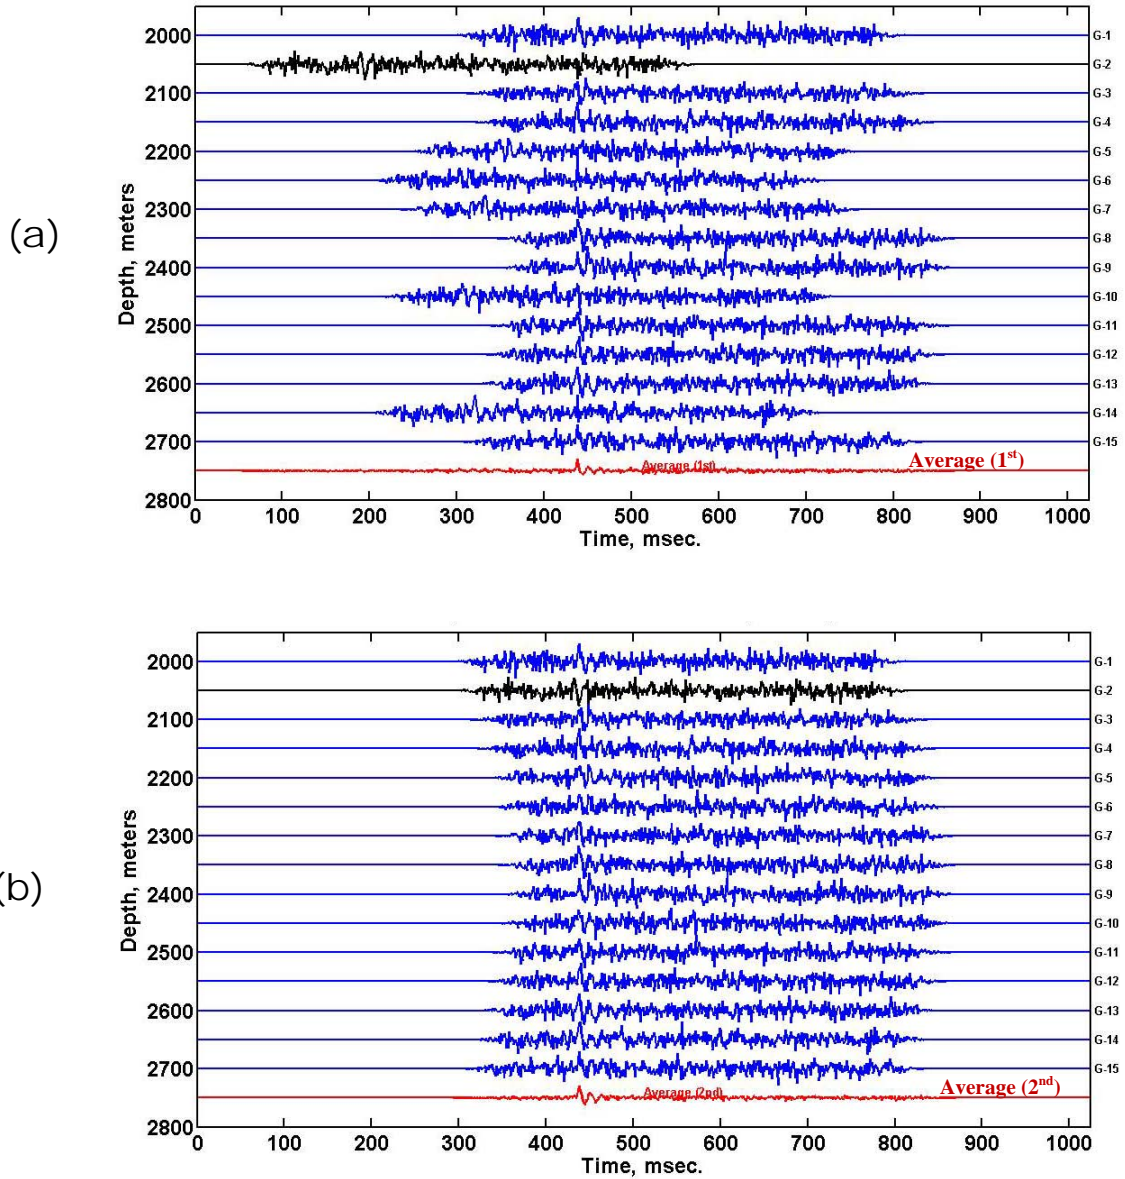 (a)
Depth, meters
2000
2100
2200
2300
2400
2500
2600
2700
2800
G-1
G-2
G-3
G-4
G-5
G-6
G-7
G-8
G-9
G-10
G-11
G-12
G-13
G-14
G-15
Average (1st)
Average (1st)
0 100 200 300 400 500 600 700 800 900 1000
Time, msec.
(b)
Depth, meters
2000
2100
2200
2300
2400
2500
2600
2700
2800
G-1
G-2
G-3
G-4
G-5
G-6
G-7
G-8
G-9
G-10
G-11
G-12
G-13
G-14
G-15
Average (2nd)
Average (2nd)
0 100 200 300 400 500 600 700 800 900 1000
Time, msec.